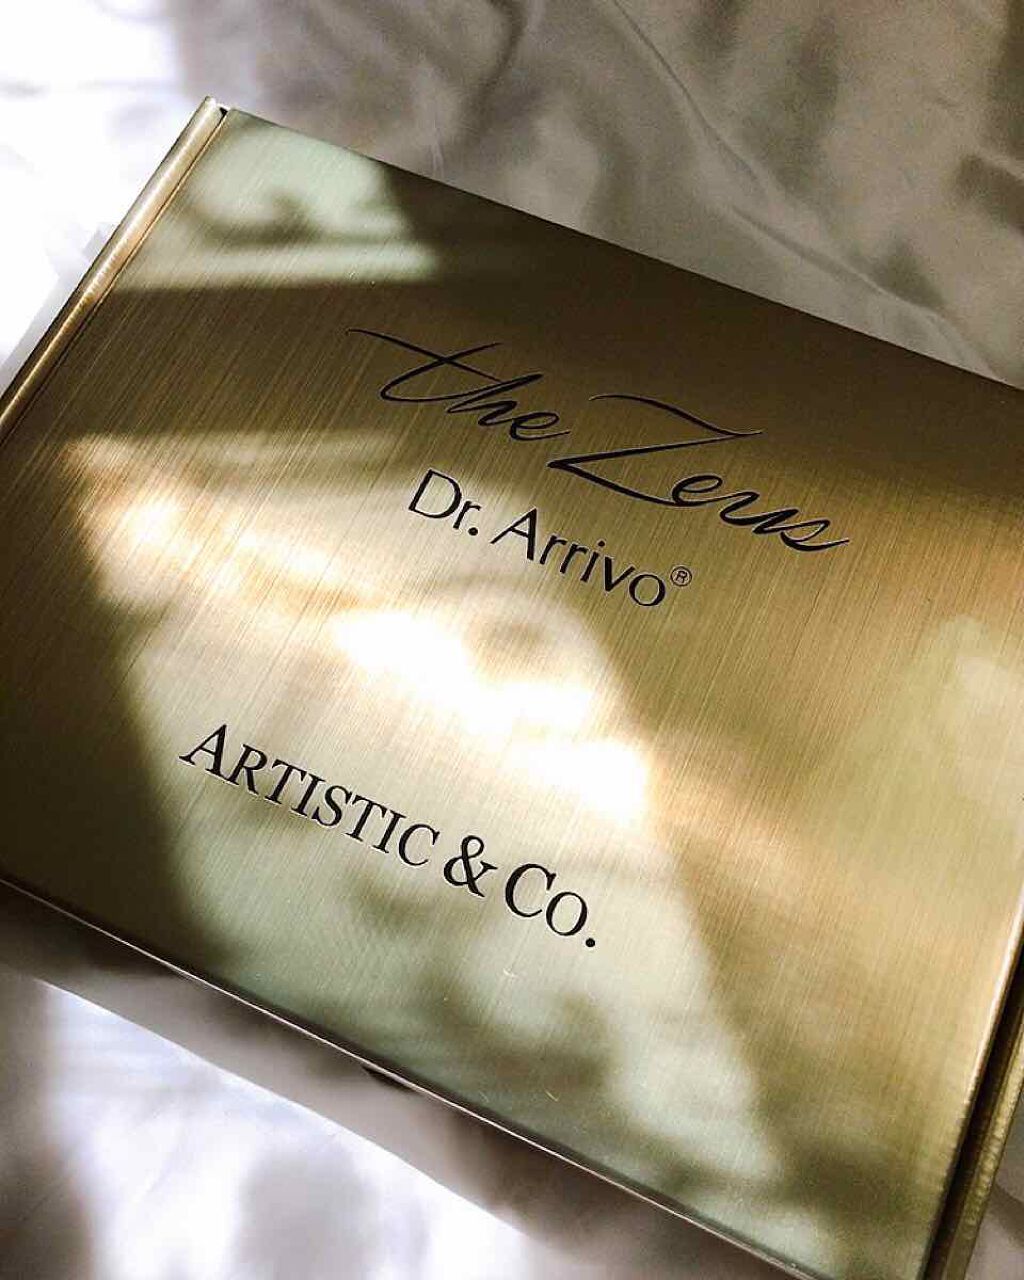 the Zeus
Dr. Arrivo®
ARTISTIC & CO.